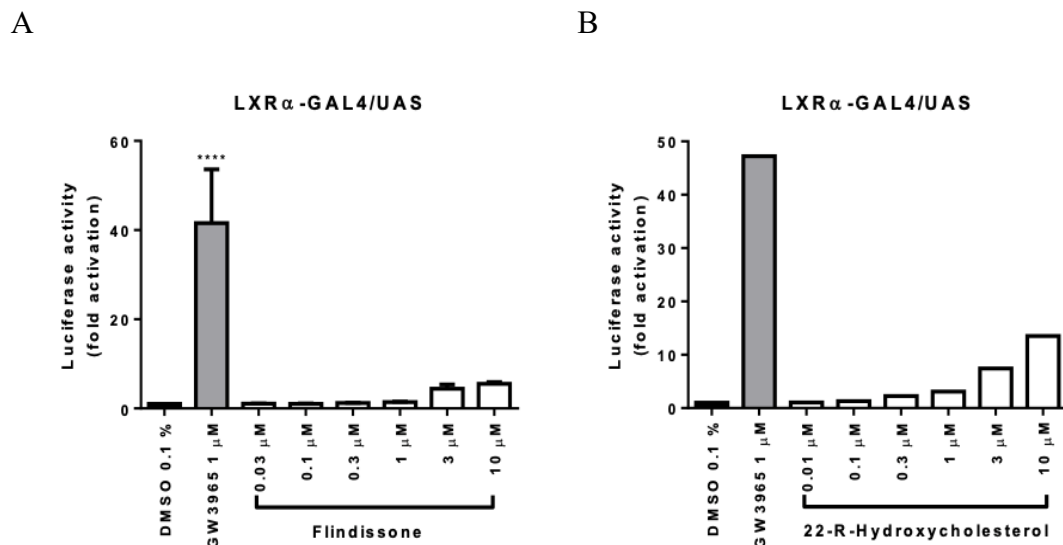 A
B
LXRα-GAL4/UAS
LXRα-GAL4/UAS
Luciferase activity
(fold activation)
60
40
20
0
****
DMSO 0.1 %
GW3965 1 μM
0.03 μM
0.1 μM
0.3 μM
1 μM
3 μM
10 μM
Flindissone
Luciferase activity
(fold activation)
50
40
30
20
10
0
DMSO 0.1 %
GW3965 1 μM
0.01 μM
0.1 μM
0.3 μM
1 μM
3 μM
10 μM
22-R-Hydroxycholesterol